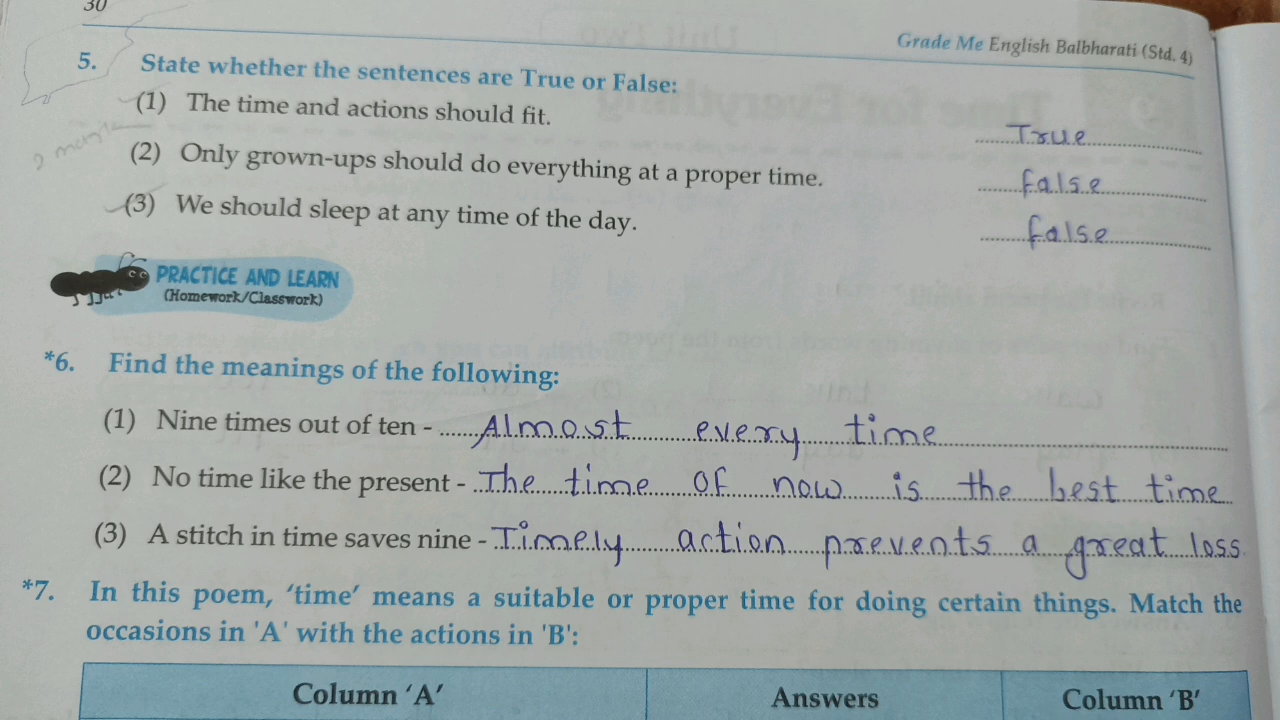 30
Grade Me English Balbharati (Std. 4)
5. State whether the sentences are True or False:
(1) The time and actions should fit. True
(2) Only grown-ups should do everything at a proper time. false
(3) We should sleep at any time of the day. false
PRACTICE AND LEARN
(Homework/Classwork)
*6. Find the meanings of the following:
(1) Nine times out of ten - Almost every time
(2) No time like the present - The time of now is the best time
(3) A stitch in time saves nine - Timely action prevents a great loss
*7. In this poem, 'time' means a suitable or proper time for doing certain things. Match the
occasions in 'A' with the actions in 'B':
Column 'A' Answers Column 'B'